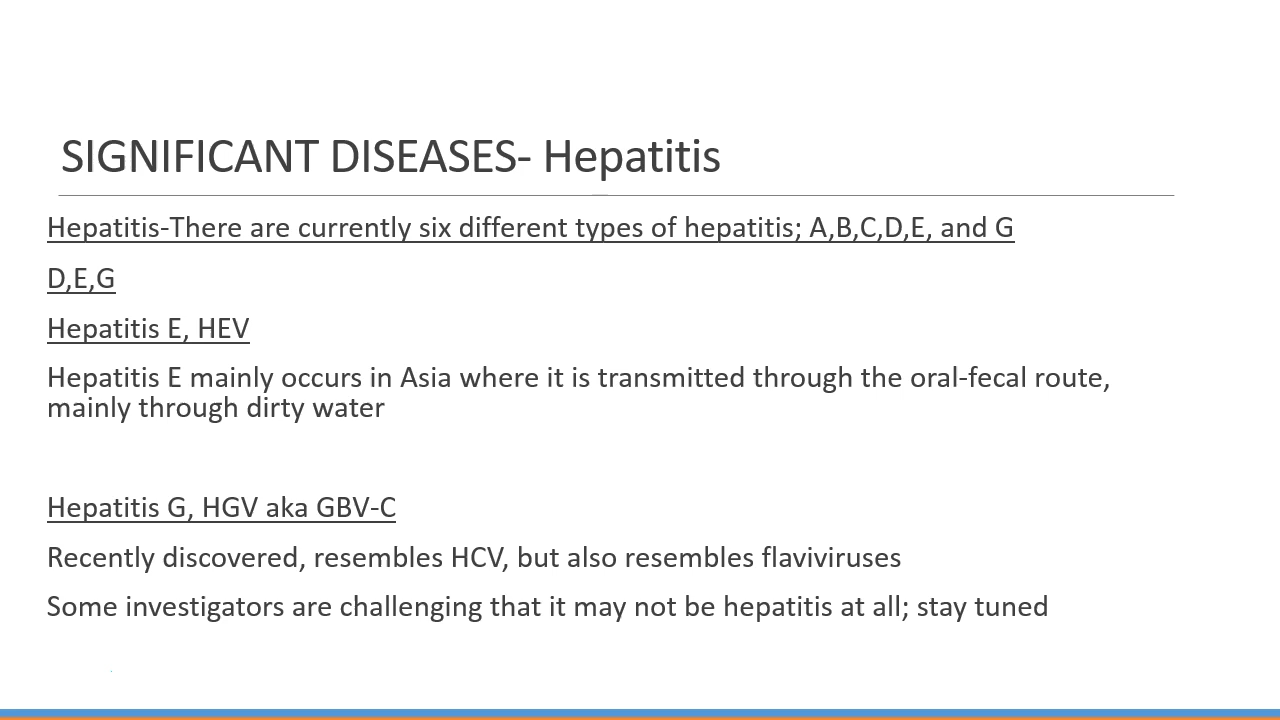 SIGNIFICANT DISEASES- Hepatitis
Hepatitis-There are currently six different types of hepatitis; A,B,C,D,E, and G
D,E,G
Hepatitis E, HEV
Hepatitis E mainly occurs in Asia where it is transmitted through the oral-fecal route,
mainly through dirty water
Hepatitis G, HGV aka GBV-C
Recently discovered, resembles HCV, but also resembles flaviviruses
Some investigators are challenging that it may not be hepatitis at all; stay tuned